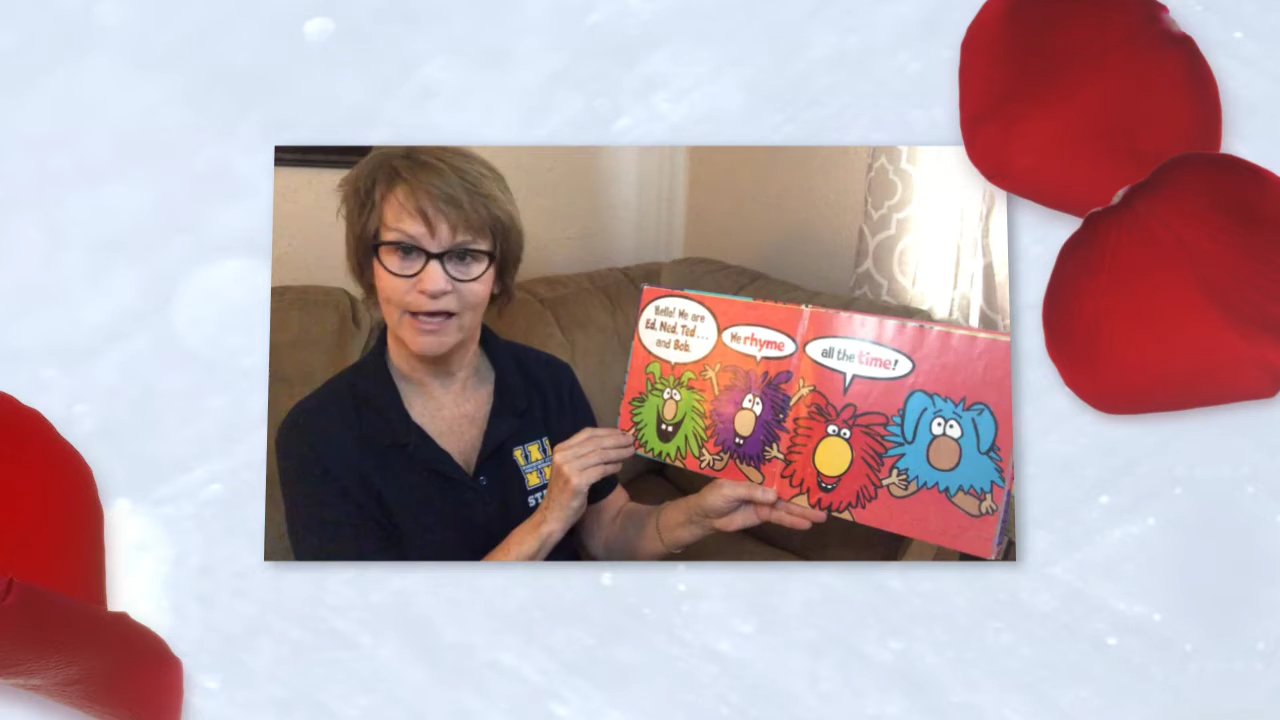 Hello! We are
Ed, Ned, Ted...
and Bob.
We rhyme
all the time!